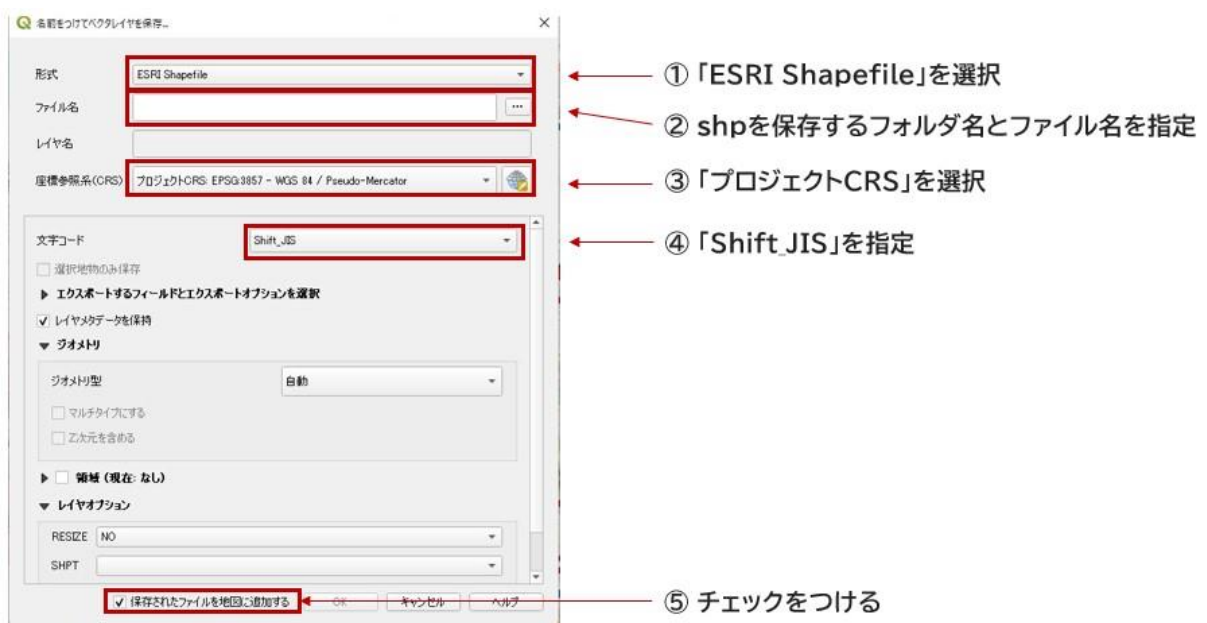 名前をつけてベクタレイヤを保存...
形式 ESRI Shapefile
① 「ESRI Shapefile」を選択
ファイル名 ...
② shpを保存するフォルダ名とファイル名を指定
レイヤ名
座標参照系(CRS) プロジェクトCRS: EPSG:3857 - WGS 84 / Pseudo-Mercator
③ 「プロジェクトCRS」を選択
文字コード Shift_JIS
④ 「Shift_JIS」を指定
選択地物のみ保存
エクスポートするフィールドとエクスポートオプションを選択
レイヤメタデータを保持
ジオメトリ
ジオメトリ型 自動
マルチタイプにする
Z次元を含める
領域 (現在: なし)
レイヤオプション
RESIZE NO
SHPT
保存されたファイルを地図に追加する OK キャンセル ヘルプ
⑤ チェックをつける